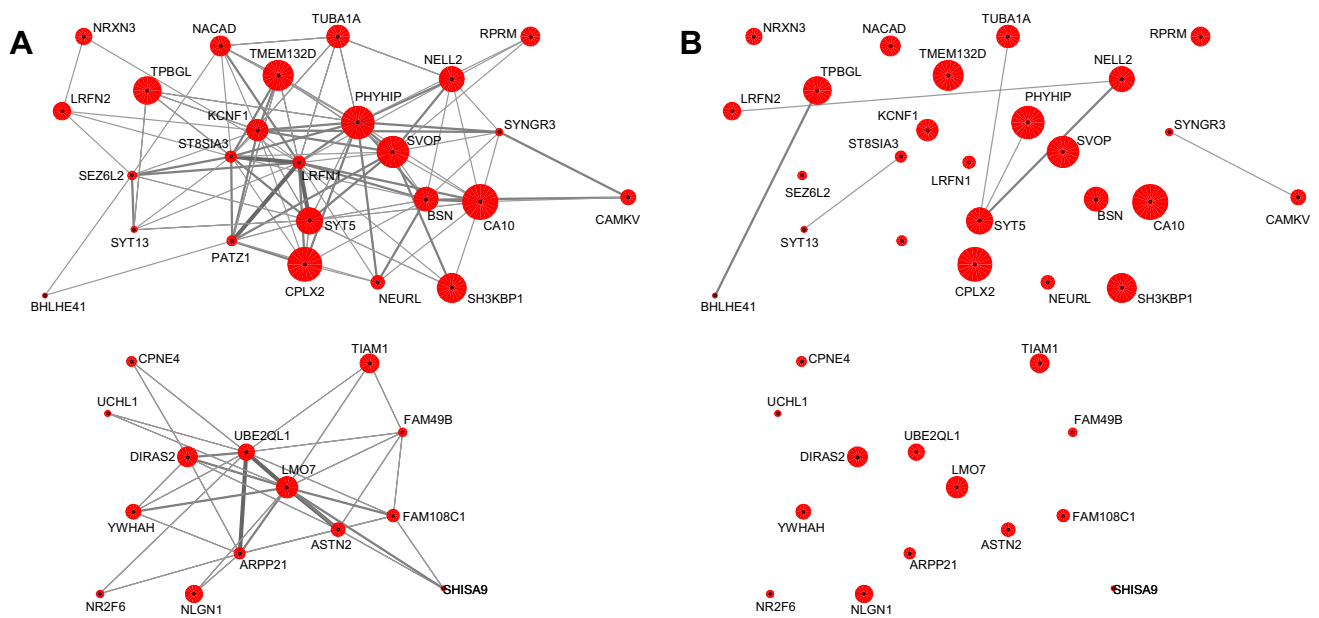 A
NRXN3
NACAD
TUBA1A
RPRM
TMEM132D
NELL2
TPBGL
LRFN2
PHYHIP
KCNF1
SYNGR3
SVOP
ST8SIA3
LRFN1
SEZ6L2
CAMKV
BSN
CA10
SYT5
SYT13
PATZ1
CPLX2
NEURL
SH3KBP1
BHLHE41
TIAM1
CPNE4
UCHL1
FAM49B
UBE2QL1
DIRAS2
LMO7
YWHAH
FAM108C1
ASTN2
ARPP21
SHISA9
NR2F6
NLGN1
B
NRXN3
NACAD
TUBA1A
RPRM
TMEM132D
NELL2
TPBGL
LRFN2
PHYHIP
KCNF1
SYNGR3
SVOP
ST8SIA3
LRFN1
SEZ6L2
CAMKV
BSN
CA10
SYT5
SYT13
CPLX2
NEURL
SH3KBP1
BHLHE41
TIAM1
CPNE4
UCHL1
FAM49B
UBE2QL1
DIRAS2
LMO7
YWHAH
FAM108C1
ASTN2
ARPP21
SHISA9
NR2F6
NLGN1